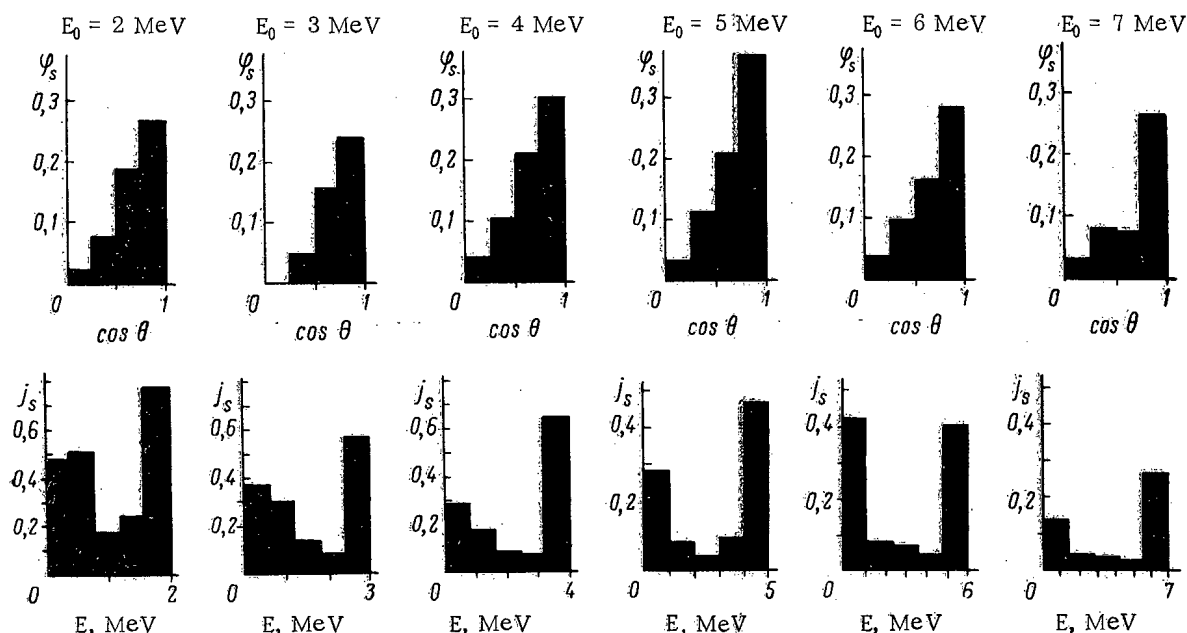 E₀ = 2 MeV E₀ = 3 MeV E₀ = 4 MeV E₀ = 5 MeV E₀ = 6 MeV E₀ = 7 MeV
φₛ φₛ φₛ φₛ φₛ φₛ
0,3 0,3 0,3 0,3 0,3 0,3
0,2 0,2 0,2 0,2 0,2 0,2
0,1 0,1 0,1 0,1 0,1 0,1
0 1 0 1 0 1 0 1 0 1 0 1
cos θ cos θ cos θ cos θ cos θ cos θ
jₛ jₛ jₛ jₛ jₛ jₛ
0,6 0,6 0,6 0,4 0,4 0,4
0,4 0,4 0,4 0,2 0,2 0,2
0,2 0,2 0,2
0 2 0 3 0 4 0 5 0 6 0 7
E, MeV E, MeV E, MeV E, MeV E, MeV E, MeV